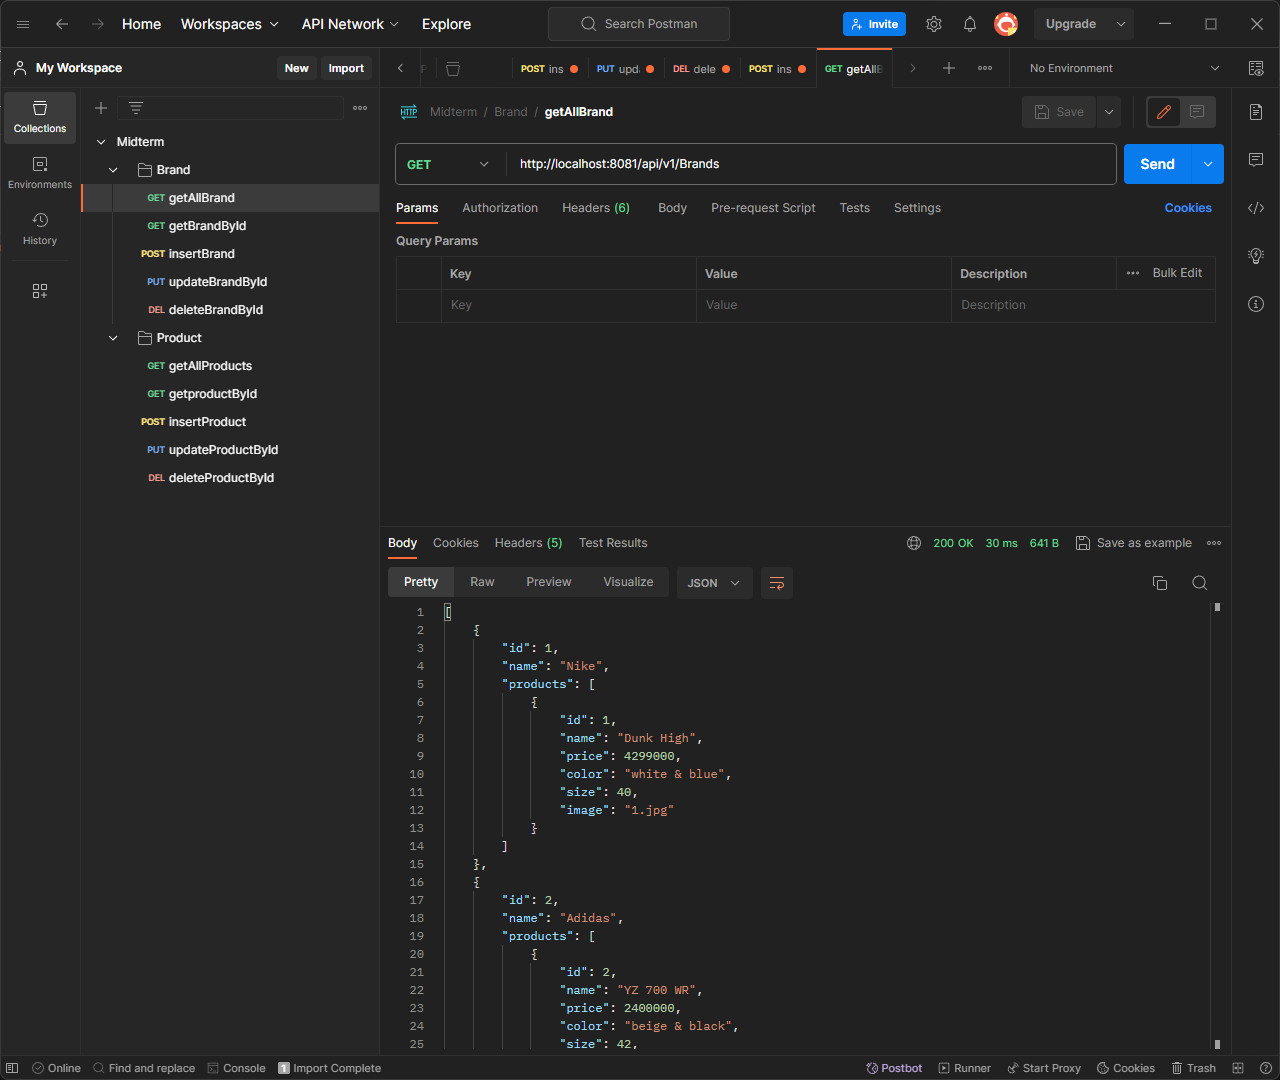 Home Workspaces API Network Explore Search Postman Invite Upgrade
My Workspace New Import POST ins PUT upd DEL dele POST ins GET getAllB No Environment
Collections
Environments
History
Midterm
Brand
GET getAllBrand
GET getBrandById
POST insertBrand
PUT updateBrandById
DEL deleteBrandById
Product
GET getAllProducts
GET getproductById
POST insertProduct
PUT updateProductById
DEL deleteProductById
HTTP Midterm / Brand / getAllBrand Save
GET http://localhost:8081/api/v1/Brands Send
Params Authorization Headers (6) Body Pre-request Script Tests Settings Cookies
Query Params
Key Value Description Bulk Edit
Key Value Description
Body Cookies Headers (5) Test Results 200 OK 30 ms 641 B Save as example
Pretty Raw Preview Visualize JSON
1 [
2 {
3 "id": 1,
4 "name": "Nike",
5 "products": [
6 {
7 "id": 1,
8 "name": "Dunk High",
9 "price": 4299000,
10 "color": "white & blue",
11 "size": 40,
12 "image": "1.jpg"
13 }
14 ]
15 },
16 {
17 "id": 2,
18 "name": "Adidas",
19 "products": [
20 {
21 "id": 2,
22 "name": "YZ 700 WR",
23 "price": 2400000,
24 "color": "beige & black",
25 "size": 42,
Online Find and replace Console 1 Import Complete Postbot Runner Start Proxy Cookies Trash